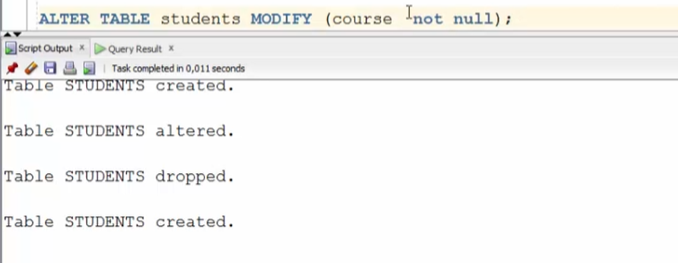 ALTER TABLE students MODIFY (course not null);
Script Output x Query Result x
Task completed in 0,011 seconds
Table STUDENTS created.
Table STUDENTS altered.
Table STUDENTS dropped.
Table STUDENTS created.